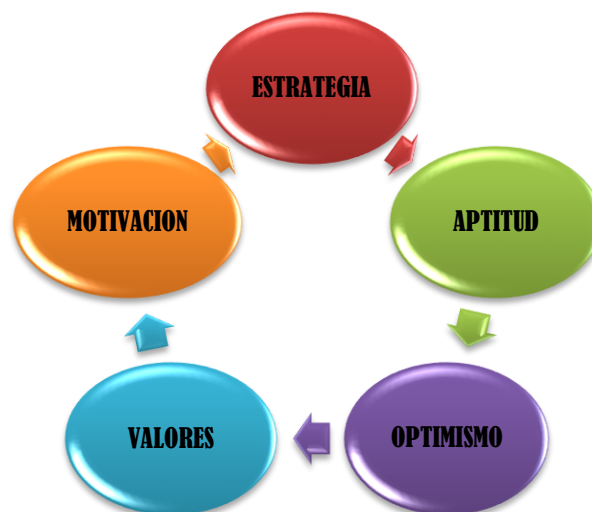 ESTRATEGIA
APTITUD
OPTIMISMO
VALORES
MOTIVACION